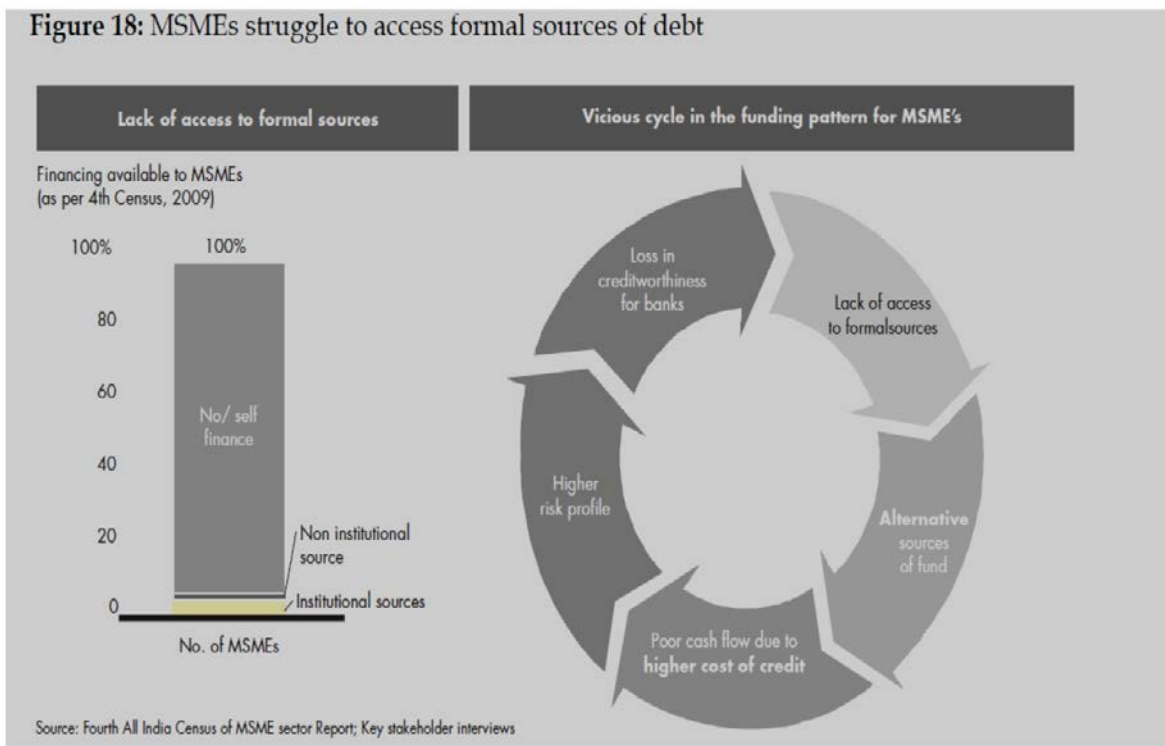 Figure 18: MSMEs struggle to access formal sources of debt
Lack of access to formal sources
Financing available to MSMEs
(as per 4th Census, 2009)
100%
100%
80
60
40
20
0
No/ self
finance
Non institutional
source
Institutional sources
No. of MSMEs
Vicious cycle in the funding pattern for MSME's
Loss in
creditworthiness
for banks
Lack of access
to formalsources
Alternative
sources
of fund
Poor cash flow due to
higher cost of credit
Higher
risk profile
Source: Fourth All India Census of MSME sector Report; Key stakeholder interviews